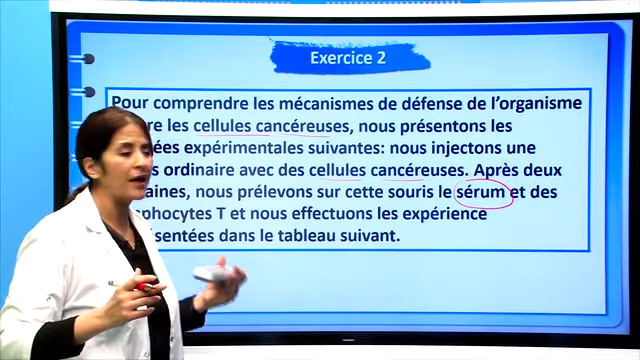 Exercice 2
Pour comprendre les mécanismes de défense de l'organisme
les cellules cancéreuses, nous présentons les
expérimentales suivantes: nous injectons une
ordinaire avec des cellules cancéreuses. Après deux
nous prélevons sur cette souris le sérum et des
T et nous effectuons les expérience
dans le tableau suivant.